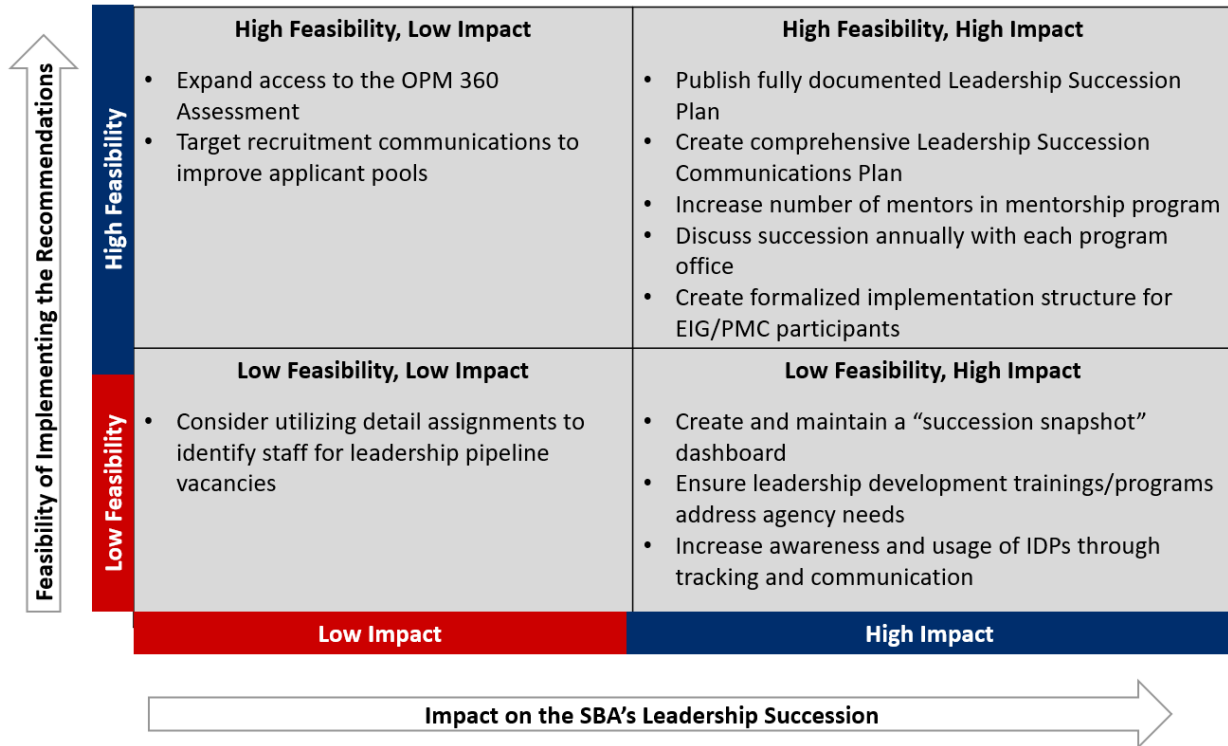 Feasibility of Implementing the Recommendations
High Feasibility
High Feasibility, Low Impact
• Expand access to the OPM 360
Assessment
• Target recruitment communications to
improve applicant pools
High Feasibility, High Impact
• Publish fully documented Leadership Succession
Plan
• Create comprehensive Leadership Succession
Communications Plan
• Increase number of mentors in mentorship program
• Discuss succession annually with each program
office
• Create formalized implementation structure for
EIG/PMC participants
Low Feasibility
Low Feasibility, Low Impact
• Consider utilizing detail assignments to
identify staff for leadership pipeline
vacancies
Low Feasibility, High Impact
• Create and maintain a “succession snapshot”
dashboard
• Ensure leadership development trainings/programs
address agency needs
• Increase awareness and usage of IDPs through
tracking and communication
Low Impact
High Impact
Impact on the SBA’s Leadership Succession